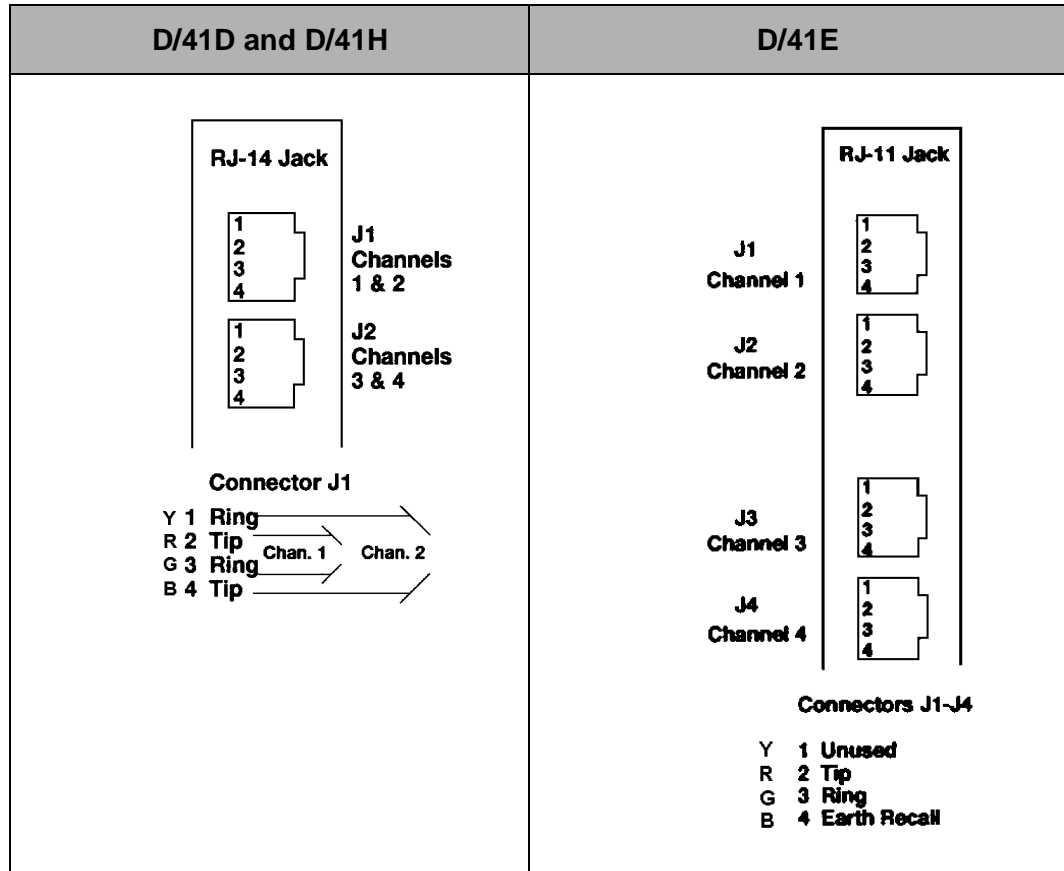 D/41D and D/41H
RJ-14 Jack
1
2
3
4
J1
Channels
1 & 2
1
2
3
4
J2
Channels
3 & 4
Connector J1
Y 1 Ring
R 2 Tip
G 3 Ring
B 4 Tip
Chan. 1
Chan. 2
D/41E
RJ-11 Jack
J1
Channel 1
1
2
3
4
J2
Channel 2
1
2
3
4
J3
Channel 3
1
2
3
4
J4
Channel 4
1
2
3
4
Connectors J1-J4
Y 1 Unused
R 2 Tip
G 3 Ring
B 4 Earth Recall